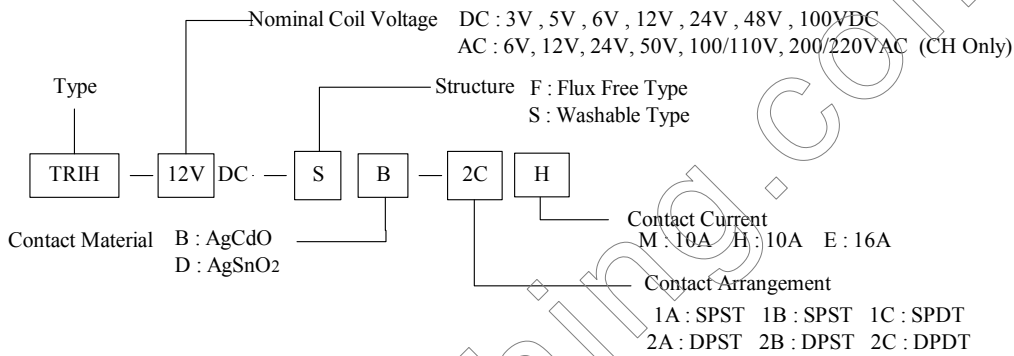 Nominal Coil Voltage DC : 3V , 5V , 6V , 12V , 24V , 48V , 100VDC
AC : 6V, 12V, 24V, 50V, 100/110V, 200/220VAC (CH Only)
Type
Structure F : Flux Free Type
S : Washable Type
TRIH — 12V DC — S B — 2C H
Contact Current
M : 10A H : 10A E : 16A
Contact Material B : AgCdO
D : AgSnO2
Contact Arrangement
1A : SPST 1B : SPST 1C : SPDT
2A : DPST 2B : DPST 2C : DPDT